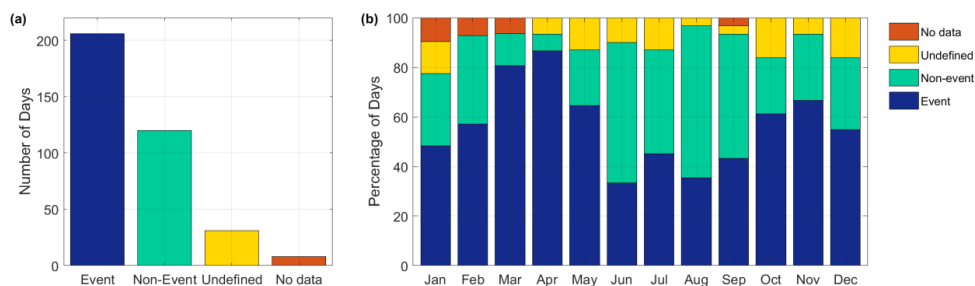 (a)
Number of Days
200
150
100
50
0
Event Non-Event Undefined No data
(b)
Percentage of Days
100
80
60
40
20
0
Jan Feb Mar Apr May Jun Jul Aug Sep Oct Nov Dec
No data
Undefined
Non-event
Event